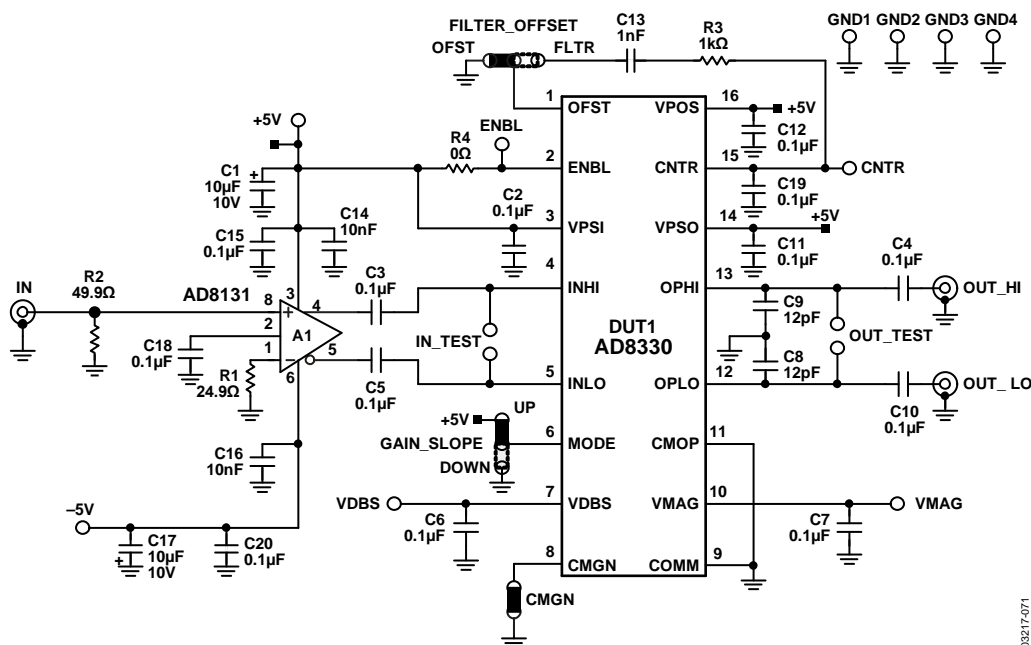 FILTER_OFFSET
OFST
FLTR
C13
1nF
R3
1kΩ
GND1 GND2 GND3 GND4
+5V
C1
10µF
10V
R4
0Ω
ENBL
C2
0.1µF
C15
0.1µF
C14
10nF
IN
R2
49.9Ω
AD8131
8
2
1
3
4
5
6
A1
C18
0.1µF
R1
24.9Ω
C3
0.1µF
C5
0.1µF
IN_TEST
C16
10nF
–5V
C17
10µF
10V
C20
0.1µF
+5V
UP
GAIN_SLOPE
DOWN
VDBS
C6
0.1µF
CMGN
1 OFST
2 ENBL
3 VPSI
4 INHI
5 INLO
6 MODE
7 VDBS
8 CMGN
DUT1
AD8330
VPOS 16
CNTR 15
VPSO 14
OPHI 13
OPLO 12
CMOP 11
VMAG 10
COMM 9
+5V
C12
0.1µF
CNTR
C19
0.1µF
+5V
C11
0.1µF
C4
0.1µF
OUT_HI
C9
12pF
C8
12pF
OUT_TEST
OUT_ LO
C10
0.1µF
VMAG
C7
0.1µF
03217-071